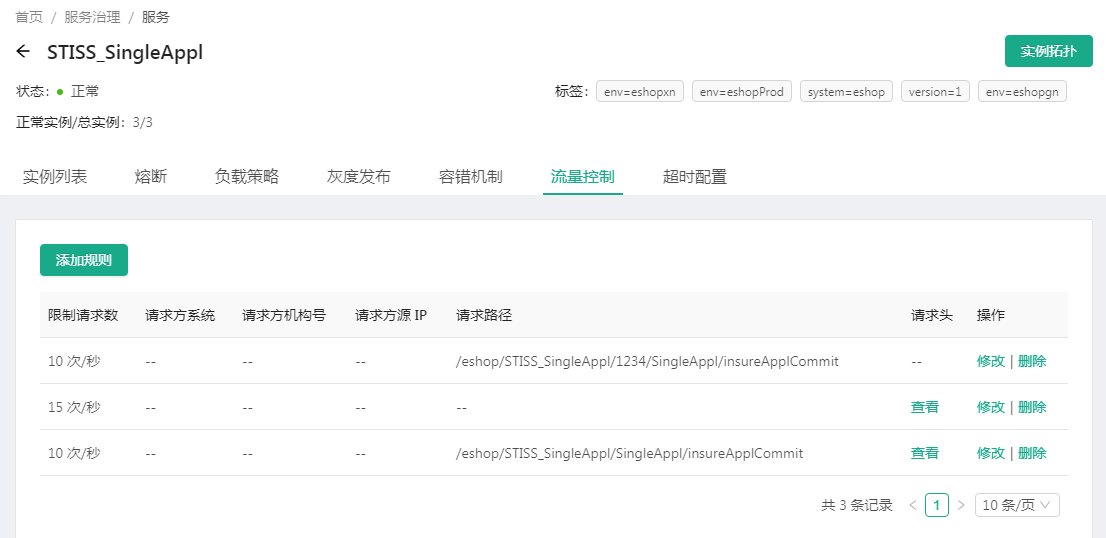 首页 / 服务治理 / 服务
← STISS_SingleAppl 实例拓扑
状态: 正常 标签: env=eshopxn env=eshopProd system=eshop version=1 env=eshopgn
正常实例/总实例: 3/3
实例列表 熔断 负载策略 灰度发布 容错机制 流量控制 超时配置
添加规则
限制请求数 请求方系统 请求方机构号 请求方源 IP 请求路径 请求头 操作
10 次/秒 -- -- -- /eshop/STISS_SingleAppl/1234/SingleAppl/insureApplCommit -- 修改 | 删除
15 次/秒 -- -- -- -- 查看 修改 | 删除
10 次/秒 -- -- -- /eshop/STISS_SingleAppl/SingleAppl/insureApplCommit 查看 修改 | 删除
共 3 条记录 < 1 > 10 条/页